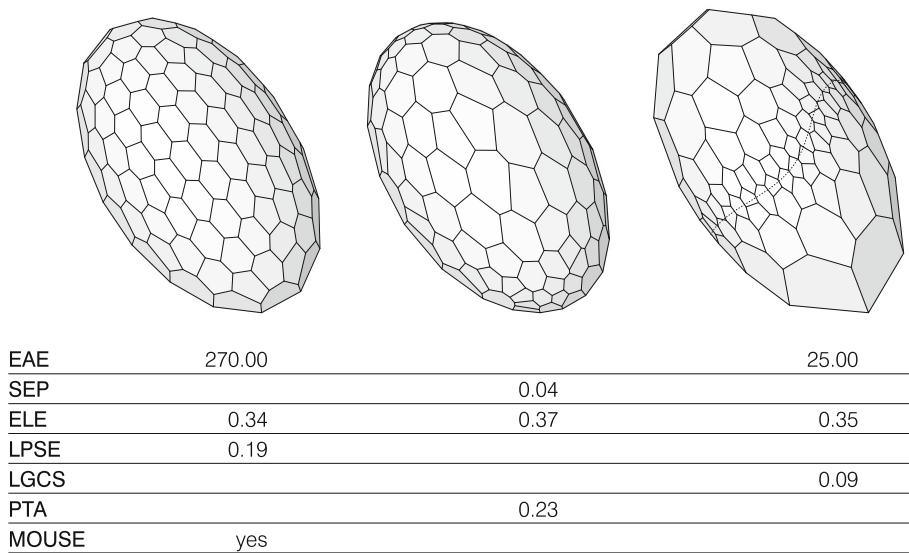 EAE 270.00 25.00
SEP 0.04
ELE 0.34 0.37 0.35
LPSE 0.19
LGCS 0.09
PTA 0.23
MOUSE yes